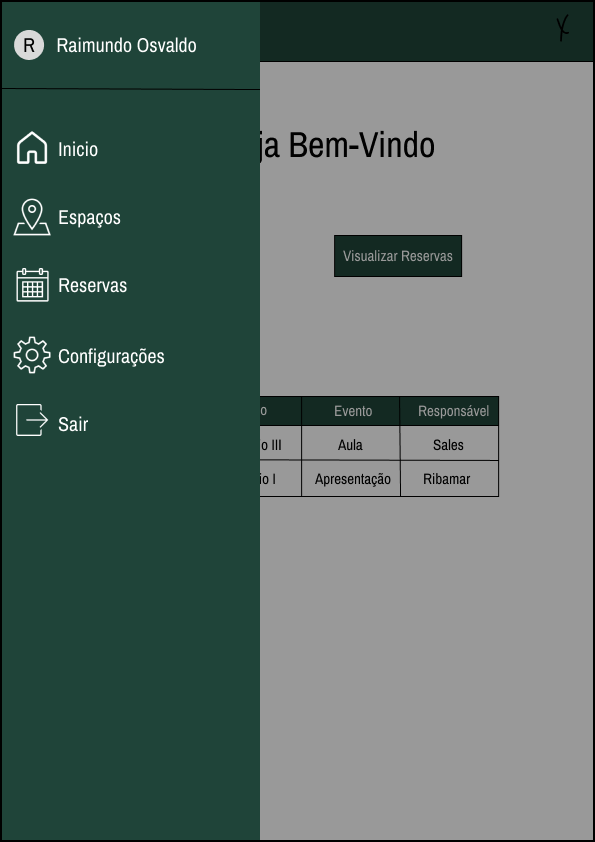 R Raimundo Osvaldo
Inicio
Espaços
Reservas
Configurações
Sair
ja Bem-Vindo
Visualizar Reservas
o Evento Responsável
o III Aula Sales
io I Apresentação Ribamar